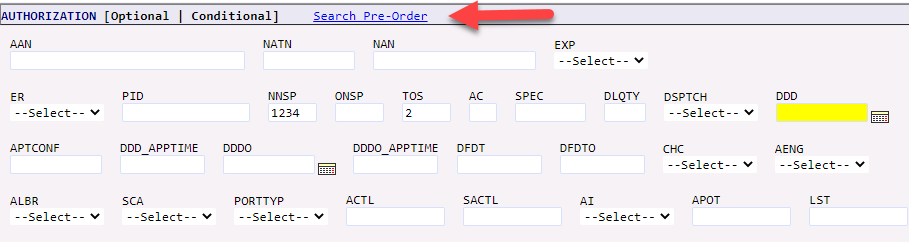 AUTHORIZATION [Optional | Conditional] Search Pre-Order
AAN NATN NAN EXP
--Select--
ER PID NNSP ONSP TOS AC SPEC DLQTY DSPTCH DDD
--Select-- 1234 2 --Select--
APTCONF DDD_APPTIME DDDO DDDO_APPTIME DFDT DFDTO CHC AENG
--Select-- --Select--
ALBR SCA PORTTYP ACTL SACTL AI APOT LST
--Select-- --Select-- --Select-- --Select--